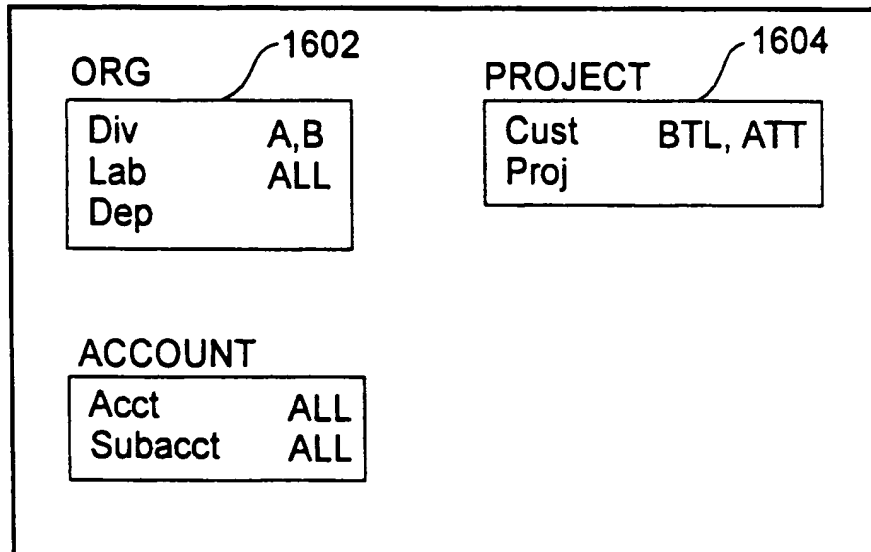 1602
ORG
Div A,B
Lab ALL
Dep
1604
PROJECT
Cust BTL, ATT
Proj
ACCOUNT
Acct ALL
Subacct ALL